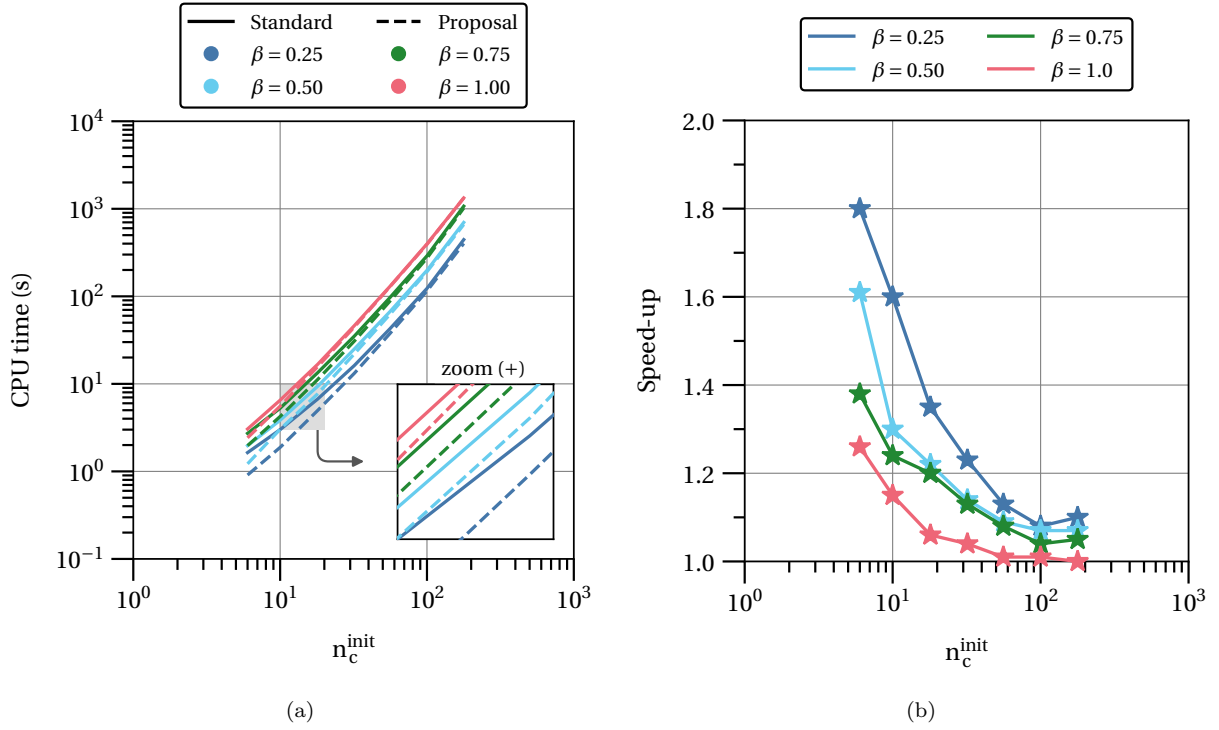 Standard
Proposal
β = 0.25
β = 0.75
β = 0.50
β = 1.00
CPU time (s)
10^4
10^3
10^2
10^1
10^0
10^−1
zoom (+)
10^0
10^1
10^2
10^3
n_c^init
(a)
β = 0.25
β = 0.75
β = 0.50
β = 1.0
Speed-up
2.0
1.8
1.6
1.4
1.2
1.0
10^0
10^1
10^2
10^3
n_c^init
(b)